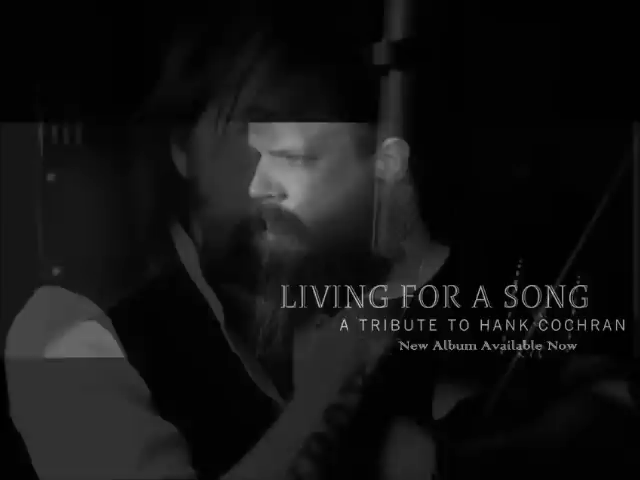 LIVING FOR A SONG
A TRIBUTE TO HANK COCHRAN
New Album Available Now